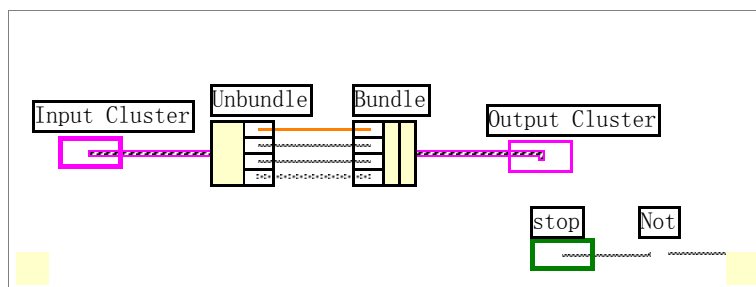 Unbundle
Bundle
Input Cluster
Output Cluster
stop
Not